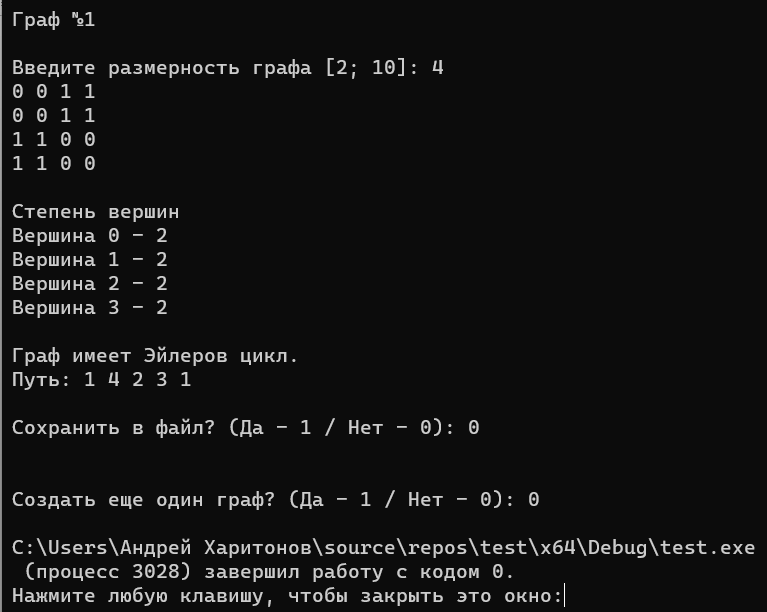 Граф №1
Введите размерность графа [2; 10]: 4
0 0 1 1
0 0 1 1
1 1 0 0
1 1 0 0
Степень вершин
Вершина 0 - 2
Вершина 1 - 2
Вершина 2 - 2
Вершина 3 - 2
Граф имеет Эйлеров цикл.
Путь: 1 4 2 3 1
Сохранить в файл? (Да - 1 / Нет - 0): 0
Создать еще один граф? (Да - 1 / Нет - 0): 0
C:\Users\Андрей Харитонов\source\repos\test\x64\Debug\test.exe
(процесс 3028) завершил работу с кодом 0.
Нажмите любую клавишу, чтобы закрыть это окно: